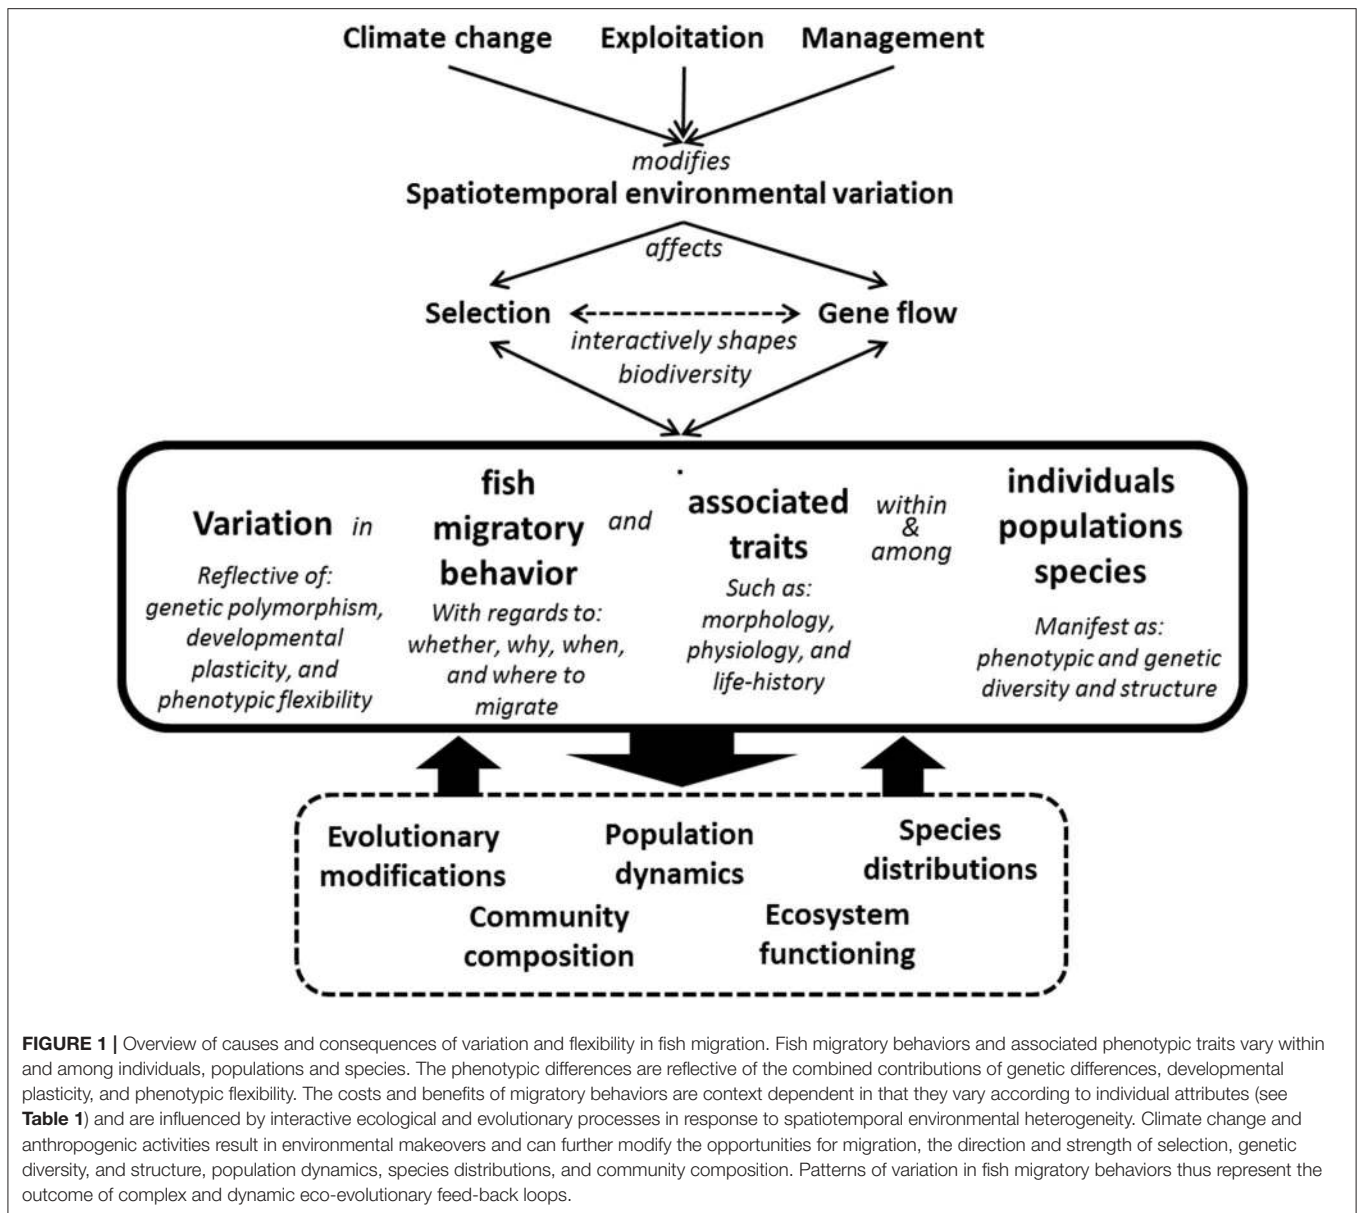 Climate change Exploitation Management
modifies
Spatiotemporal environmental variation
affects
Selection Gene flow
interactively shapes
biodiversity
Variation in
Reflective of:
genetic polymorphism,
developmental
plasticity, and
phenotypic flexibility
fish
migratory
behavior
With regards to:
whether, why, when,
and where to
migrate
and
associated
traits
Such as:
morphology,
physiology, and
life-history
within
&
among
individuals
populations
species
Manifest as:
phenotypic and genetic
diversity and structure
Evolutionary
modifications
Population
dynamics
Species
distributions
Community
composition
Ecosystem
functioning
FIGURE 1 | Overview of causes and consequences of variation and flexibility in fish migration. Fish migratory behaviors and associated phenotypic traits vary within
and among individuals, populations and species. The phenotypic differences are reflective of the combined contributions of genetic differences, developmental
plasticity, and phenotypic flexibility. The costs and benefits of migratory behaviors are context dependent in that they vary according to individual attributes (see
Table 1) and are influenced by interactive ecological and evolutionary processes in response to spatiotemporal environmental heterogeneity. Climate change and
anthropogenic activities result in environmental makeovers and can further modify the opportunities for migration, the direction and strength of selection, genetic
diversity, and structure, population dynamics, species distributions, and community composition. Patterns of variation in fish migratory behaviors thus represent the
outcome of complex and dynamic eco-evolutionary feed-back loops.